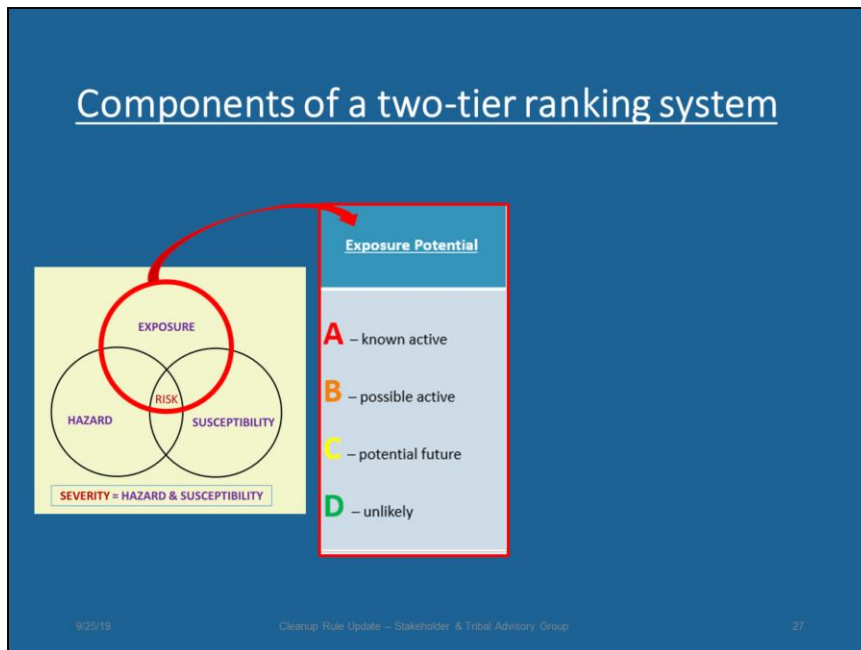 Components of a two-tier ranking system
EXPOSURE
RISK
HAZARD
SUSCEPTIBILITY
SEVERITY = HAZARD & SUSCEPTIBILITY
Exposure Potential
A – known active
B – possible active
C – potential future
D – unlikely
9/25/19
Cleanup Rule Update – Stakeholder & Tribal Advisory Group
27